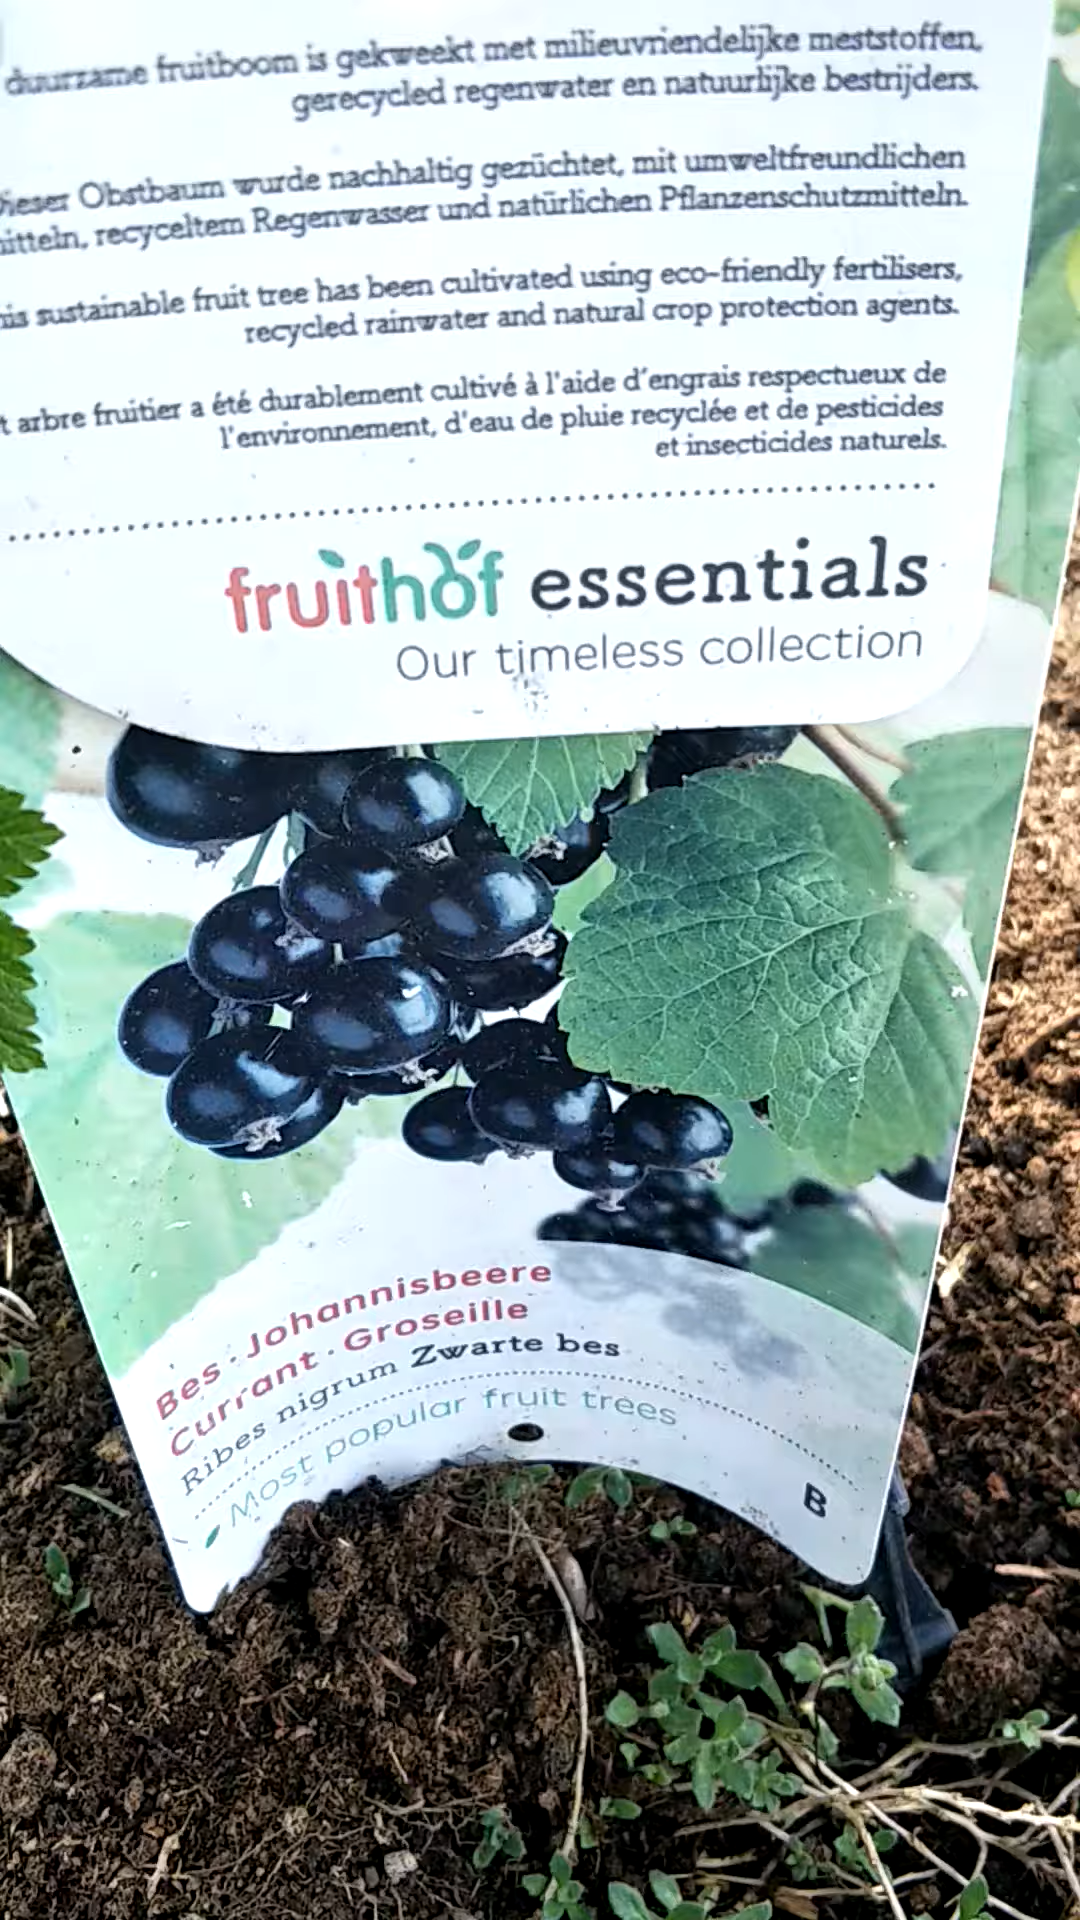 duurzame fruitboom is gekweekt met milieuvriendelijke meststoffen,
gerecycled regenwater en natuurlijke bestrijders.
Dieser Obstbaum wurde nachhaltig gezüchtet, mit umweltfreundlichen
mitteln, recyceltem Regenwasser und natürlichen Pflanzenschutzmitteln.
his sustainable fruit tree has been cultivated using eco-friendly fertilisers,
recycled rainwater and natural crop protection agents.
t arbre fruitier a été durablement cultivé à l'aide d'engrais respectueux de
l'environnement, d'eau de pluie recyclée et de pesticides
et insecticides naturels.
fruithof essentials
Our timeless collection
Bes · Johannisbeere
Currant · Groseille
Ribes nigrum Zwarte bes
Most popular fruit trees
B